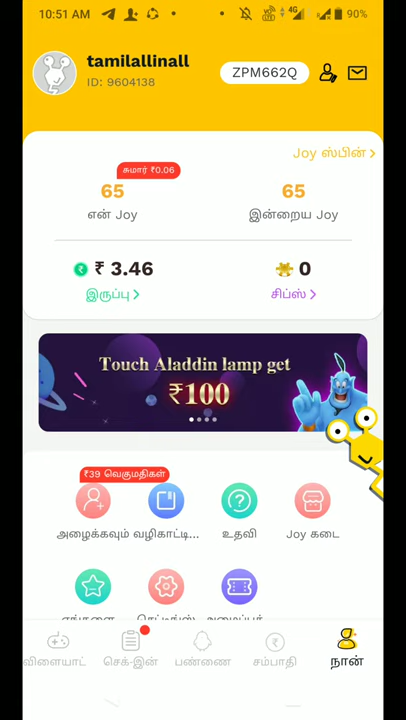 10:51 AM 4G 90%
tamilallinall
ID: 9604138
ZPM662Q
Joy ஸ்பின் >
சுமார் ₹0.06
65 65
என் Joy இன்றைய Joy
₹ 3.46 0
இருப்பு > சிப்ஸ் >
Touch Aladdin lamp get
₹100
₹39 வெகுமதிகள்
அழைக்கவும் வழிகாட்டி... உதவி Joy கடை
விளையாட் செக்-இன் பண்ணை சம்பாதி நான்